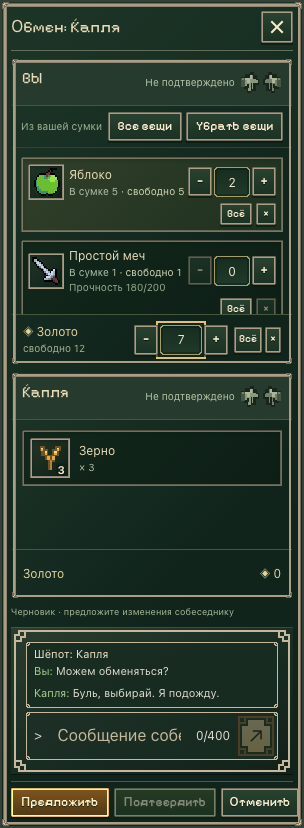 Обмен: Капля
×
Вы
Не подтверждено
Из вашей сумки
Все вещи
Убрать вещи
Яблоко
В сумке 5 · свободно 5
- 2 +
Всё ×
Простой меч
В сумке 1 · свободно 1
Прочность 180/200
- 0 +
Всё ×
Золото
свободно 12
- 7 +
Всё ×
Капля
Не подтверждено
3
Зерно
× 3
Золото
0
Черновик · предложите изменения собеседнику
Шёпот: Капля
Вы: Можем обменяться?
Капля: Буль, выбирай. Я подожду.
> Сообщение собе
0/400
Предложить
Подтвердить
Отменить